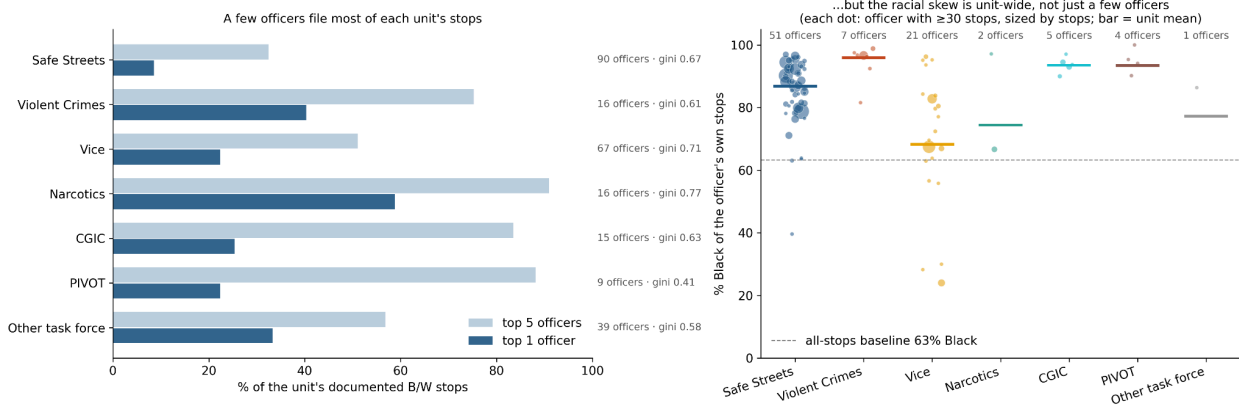 A few officers file most of each unit's stops
Safe Streets
Violent Crimes
Vice
Narcotics
CGIC
PIVOT
Other task force
90 officers · gini 0.67
16 officers · gini 0.61
67 officers · gini 0.71
16 officers · gini 0.77
15 officers · gini 0.63
9 officers · gini 0.41
39 officers · gini 0.58
top 5 officers
top 1 officer
0 20 40 60 80 100
% of the unit's documented B/W stops
...but the racial skew is unit-wide, not just a few officers
(each dot: officer with ≥30 stops, sized by stops; bar = unit mean)
51 officers 7 officers 21 officers 2 officers 5 officers 4 officers 1 officers
% Black of the officer's own stops
100
80
60
40
20
0
all-stops baseline 63% Black
Safe Streets
Violent Crimes
Vice
Narcotics
CGIC
PIVOT
Other task force